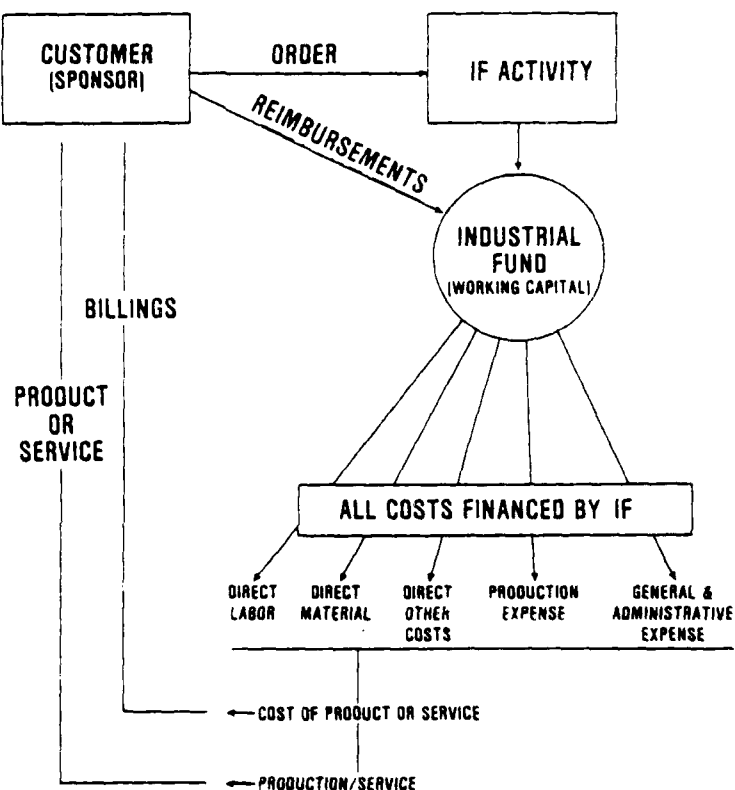 CUSTOMER
(SPONSOR)
ORDER
IF ACTIVITY
REIMBURSEMENTS
INDUSTRIAL
FUND
(WORKING CAPITAL)
BILLINGS
PRODUCT
OR
SERVICE
ALL COSTS FINANCED BY IF
DIRECT
LABOR
DIRECT
MATERIAL
DIRECT
OTHER
COSTS
PRODUCTION
EXPENSE
GENERAL &
ADMINISTRATIVE
EXPENSE
COST OF PRODUCT OR SERVICE
PRODUCTION/SERVICE